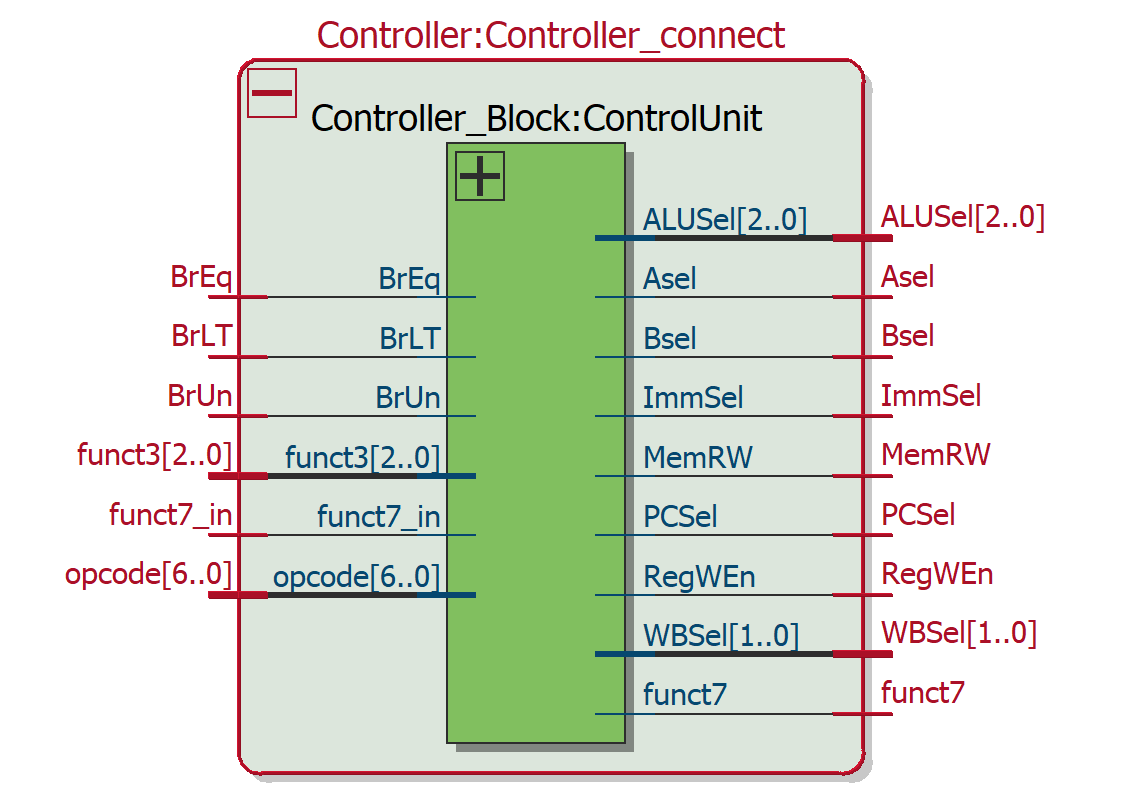 Controller:Controller_connect
Controller_Block:ControlUnit
ALUSel[2..0] ALUSel[2..0]
BrEq BrEq Asel Asel
BrLT BrLT Bsel Bsel
BrUn BrUn ImmSel ImmSel
funct3[2..0] funct3[2..0] MemRW MemRW
funct7_in funct7_in PCSel PCSel
opcode[6..0] opcode[6..0] RegWEn RegWEn
WBSel[1..0] WBSel[1..0]
funct7 funct7